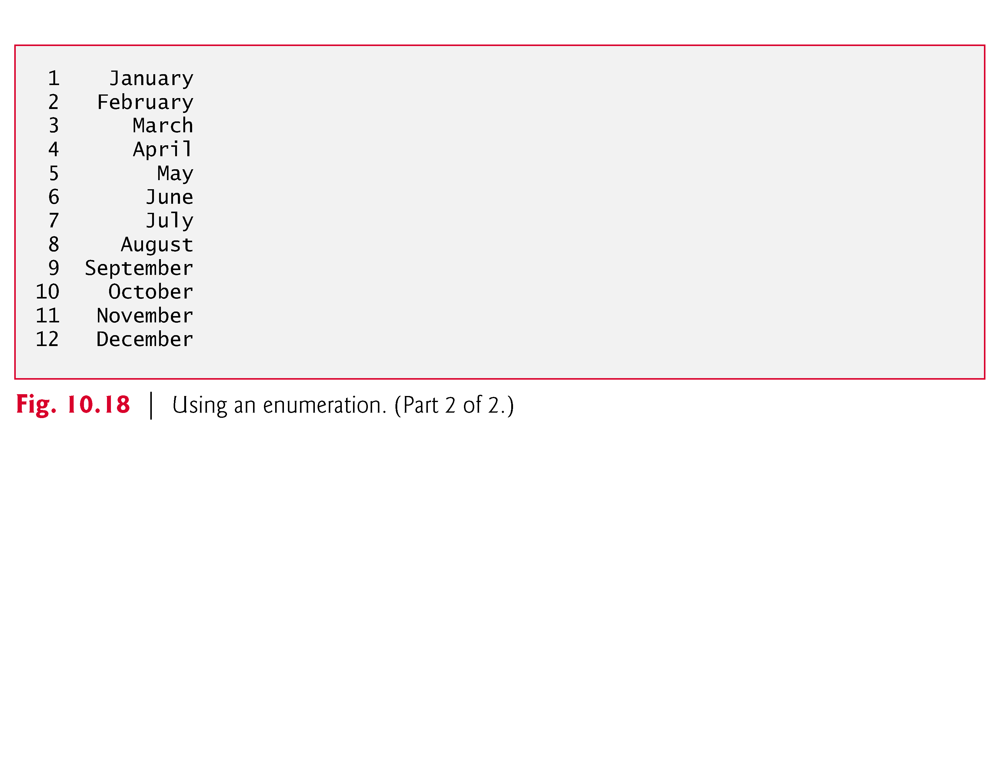 1 January
2 February
3 March
4 April
5 May
6 June
7 July
8 August
9 September
10 October
11 November
12 December
Fig. 10.18 | Using an enumeration. (Part 2 of 2.)